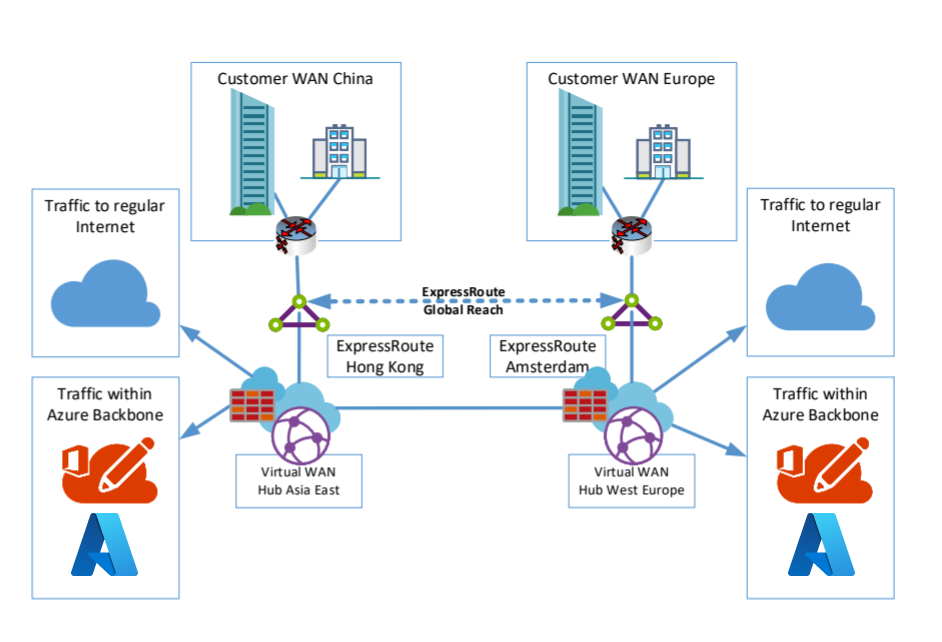 Customer WAN China
Customer WAN Europe
Traffic to regular
Internet
Traffic to regular
Internet
ExpressRoute
Global Reach
ExpressRoute
Hong Kong
ExpressRoute
Amsterdam
Traffic within
Azure Backbone
Traffic within
Azure Backbone
Virtual WAN
Hub Asia East
Virtual WAN
Hub West Europe